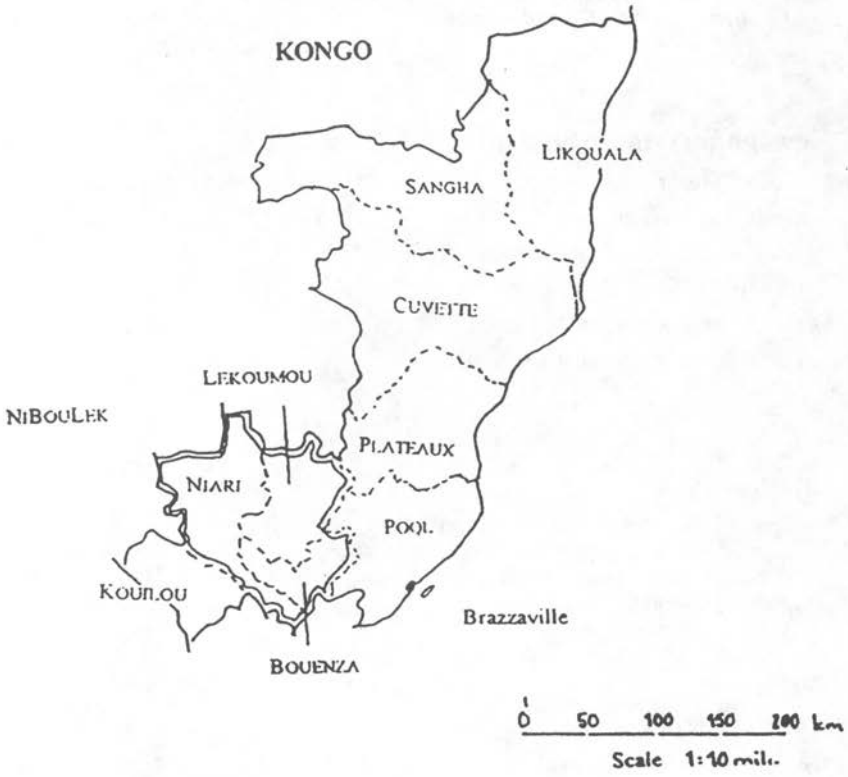 KONGO
LIKOUALA
SANGHA
CUVETTE
LEKOUMOU
NIBOULEK
PLATEAUX
NIARI
POOL
KOUILOU
Brazzaville
BOUENZA
0 50 100 150 200 km
Scale 1:10 mili.